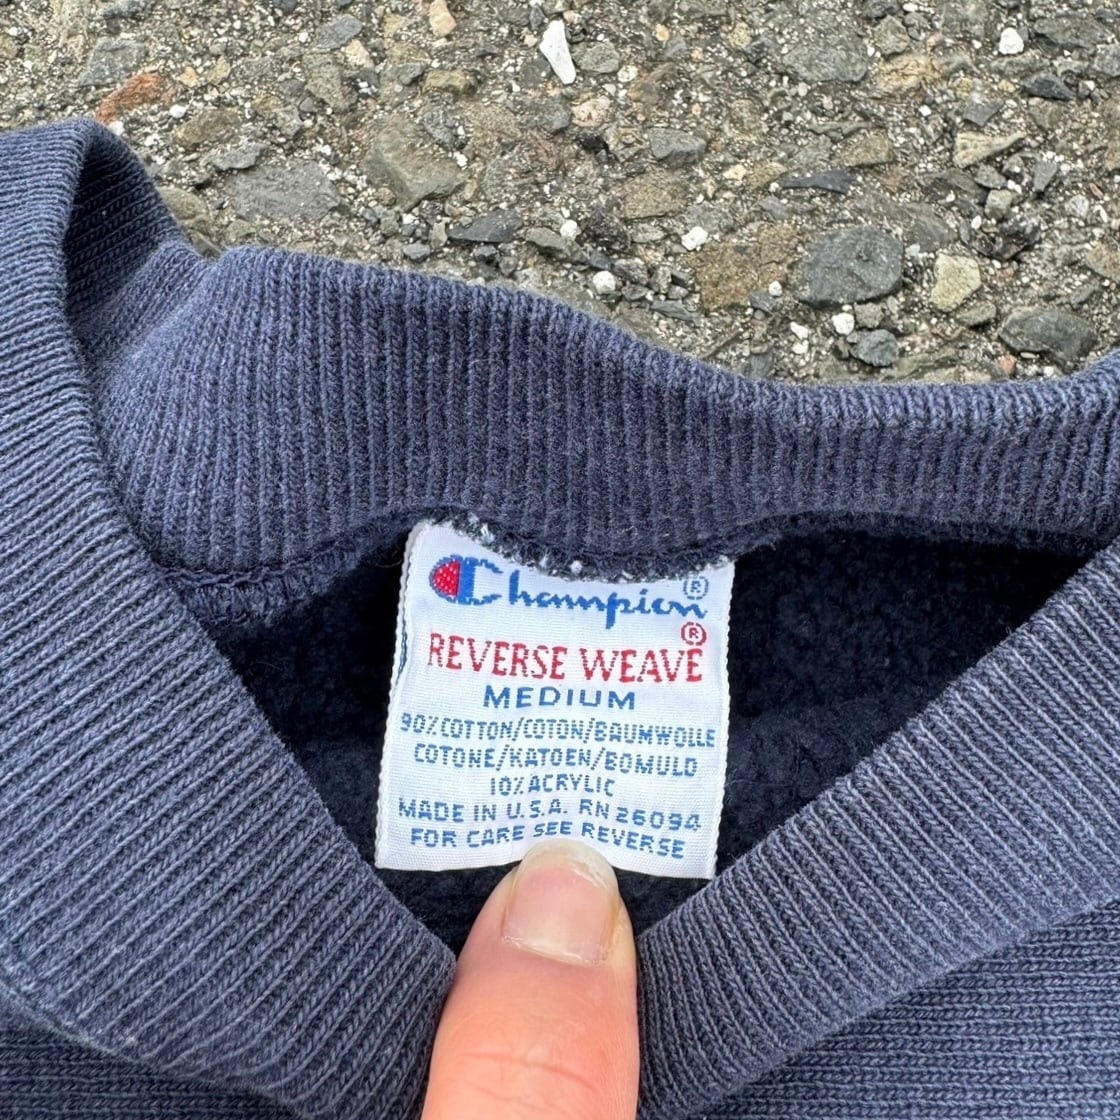 Champion®
REVERSE WEAVE®
MEDIUM
90% COTTON/COTON/BAUMWOLLE
COTONE/KATOEN/BOMULD
10% ACRYLIC
MADE IN U.S.A. RN 26094
FOR CARE SEE REVERSE